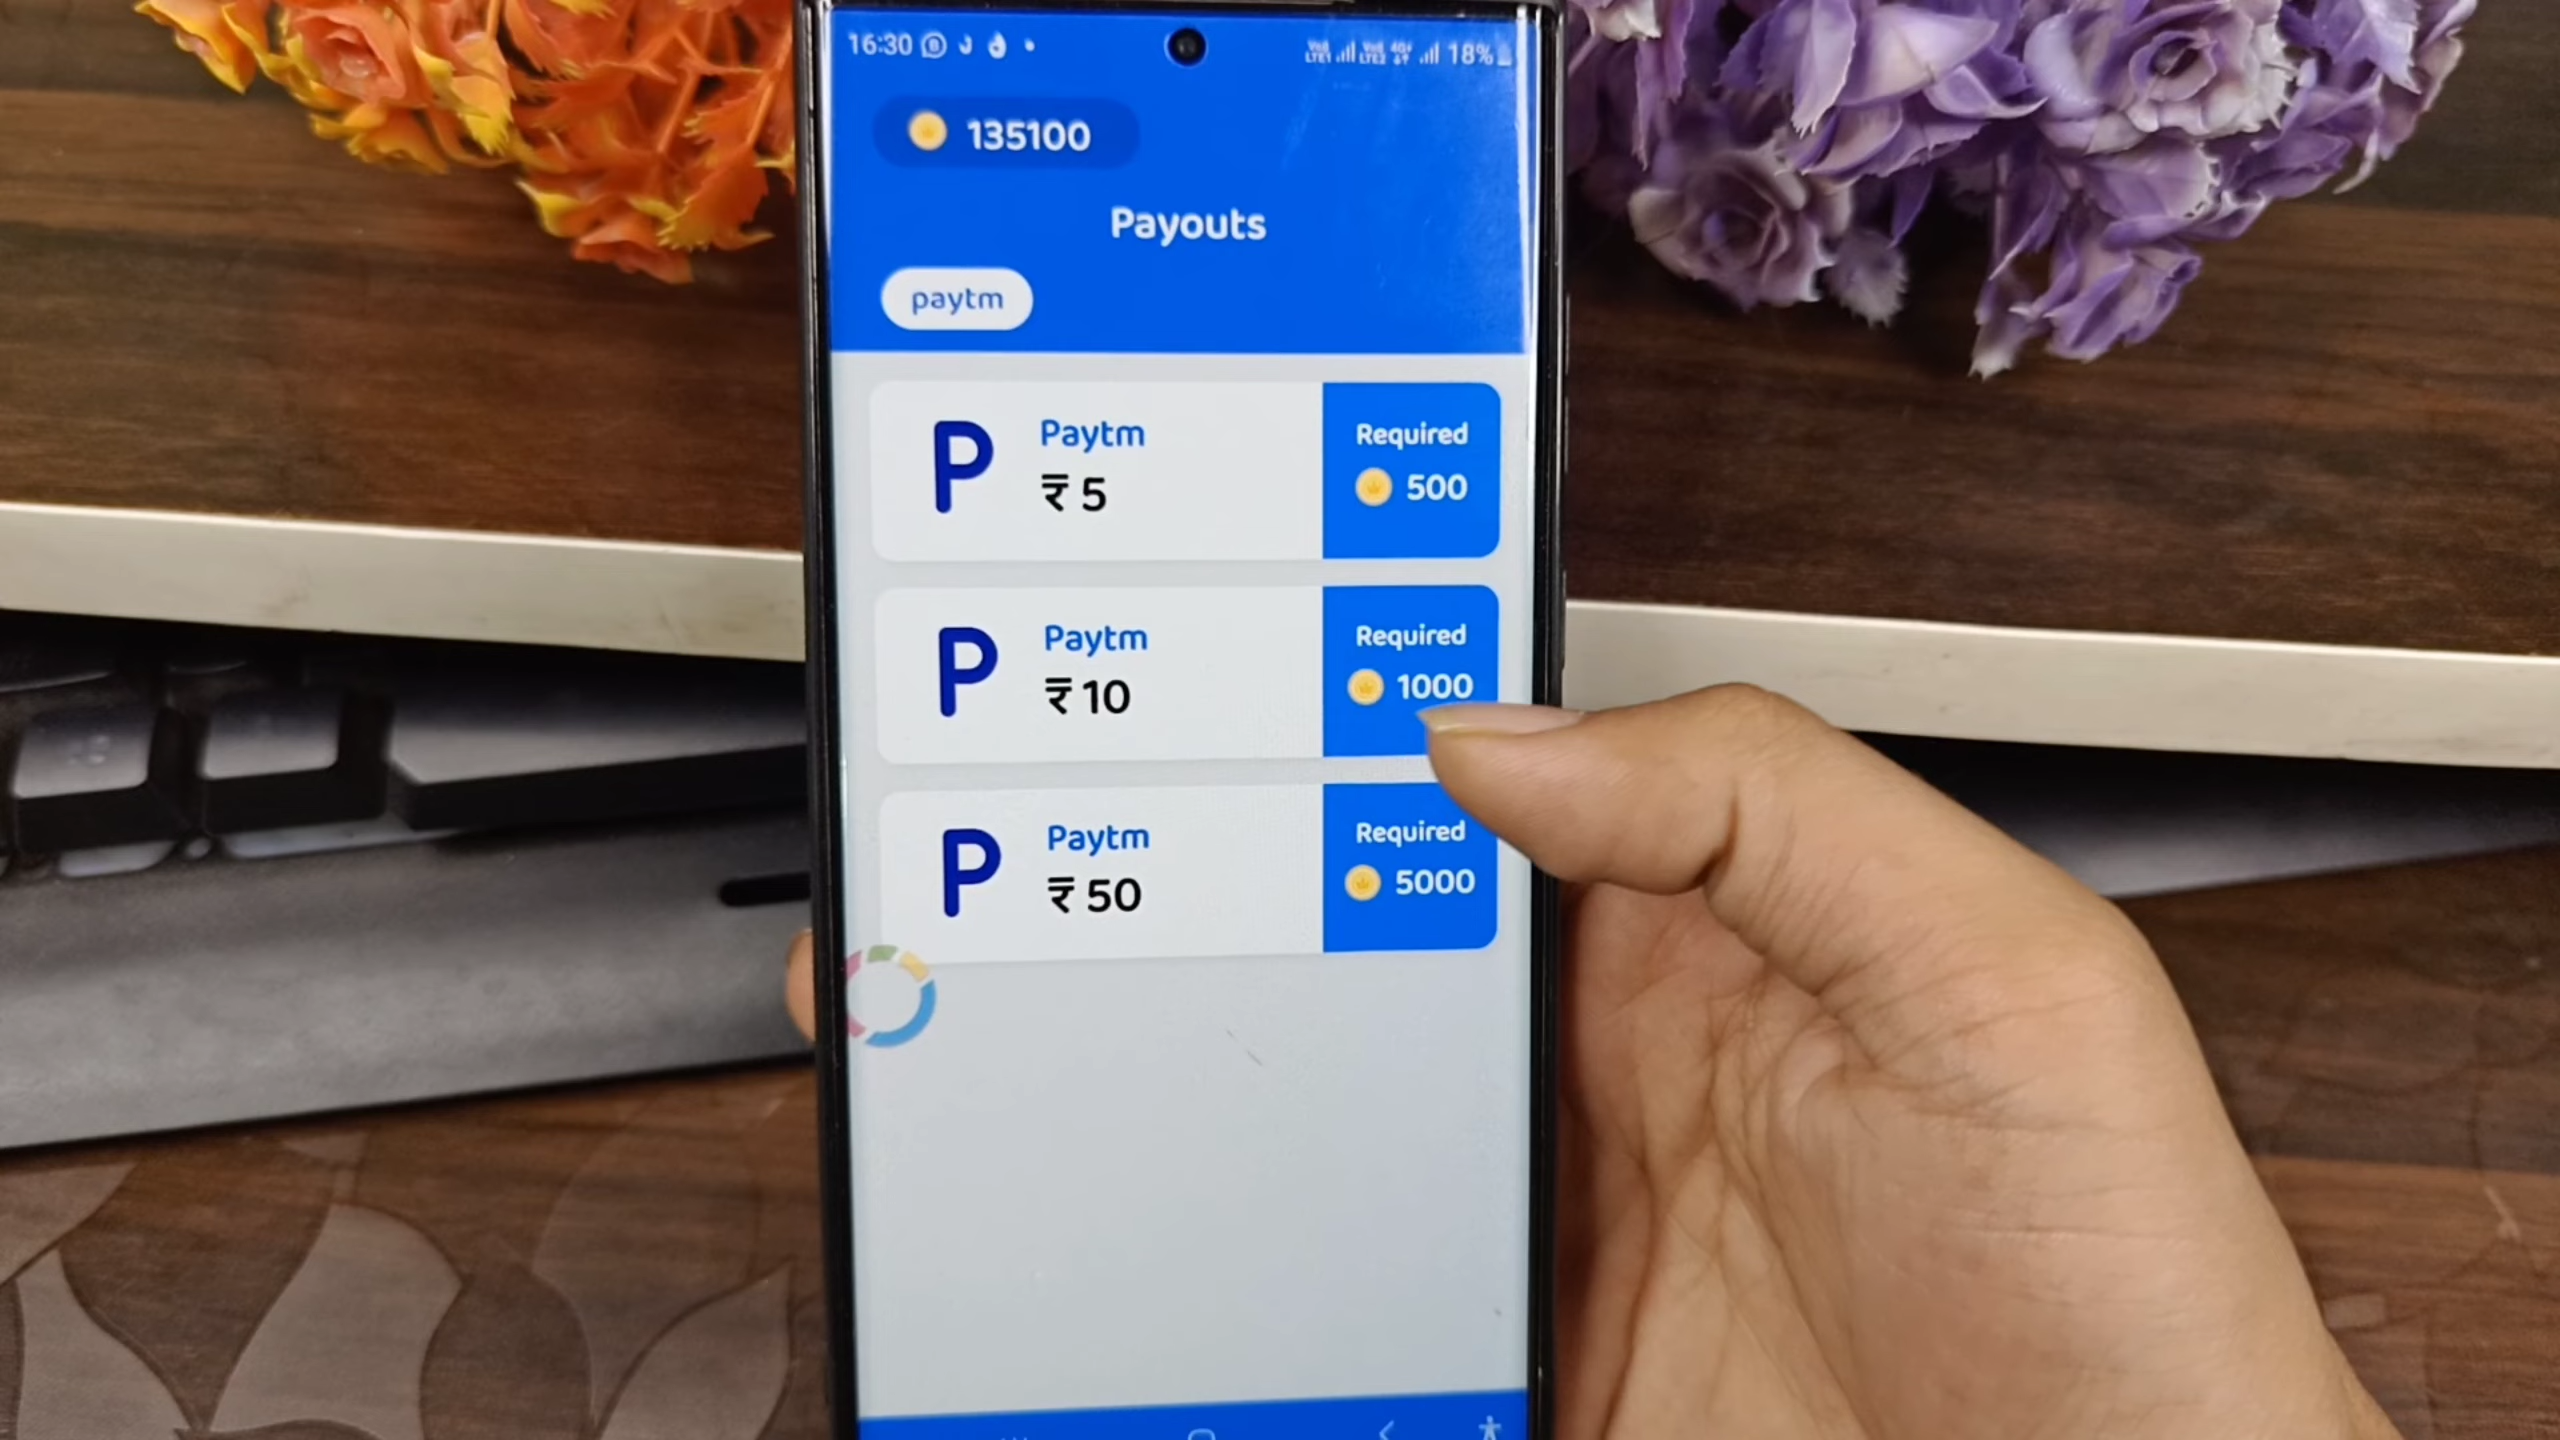 16:30
18%
135100
Payouts
paytm
Paytm
₹ 5
Required
500
Paytm
₹ 10
Required
1000
Paytm
₹ 50
Required
5000